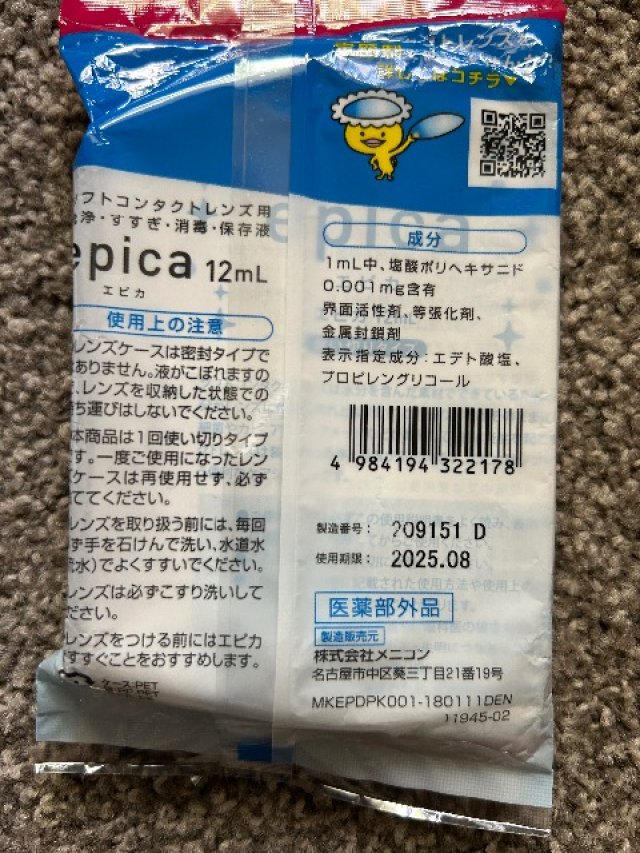 はコチラ▼
フトコンタクトレンズ用
浄・すすぎ・消毒・保存液
epica 12mL
エピカ
使用上の注意
レンズケースは密封タイプで
ありません。液がこぼれますの
、レンズを収納した状態での
ち運びはしないでください。
本商品は1回使い切りタイプ
す。一度ご使用になったレン
ケースは再使用せず、必ず
ててください。
レンズを取り扱う前には、毎回
ず手を石けんで洗い、水道水
流水)でよくすすいでください。
レンズは必ずこすり洗いして
ださい。
レンズをつける前にはエピカ
すすぐことをおすすめします。
ケース:PET
成分
1mL中、塩酸ポリヘキサニド
0.001mg含有
界面活性剤、等張化剤、
金属封鎖剤
表示指定成分:エデト酸塩、
プロピレングリコール
4 984194 322178
製造番号: 209151 D
使用期限: 2025.08
医薬部外品
製造販売元
株式会社メニコン
名古屋市中区葵三丁目21番19号
MKEPDPK001-180111DEN
11945-02